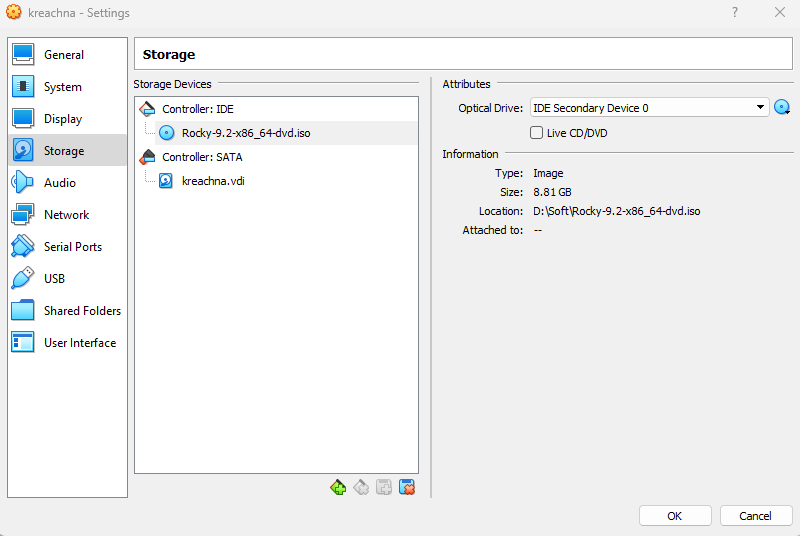 kreachna - Settings
General
System
Display
Storage
Audio
Network
Serial Ports
USB
Shared Folders
User Interface
Storage
Storage Devices
Controller: IDE
Rocky-9.2-x86_64-dvd.iso
Controller: SATA
kreachna.vdi
Attributes
Optical Drive: IDE Secondary Device 0
Live CD/DVD
Information
Type: Image
Size: 8.81 GB
Location: D:\Soft\Rocky-9.2-x86_64-dvd.iso
Attached to: --
OK Cancel